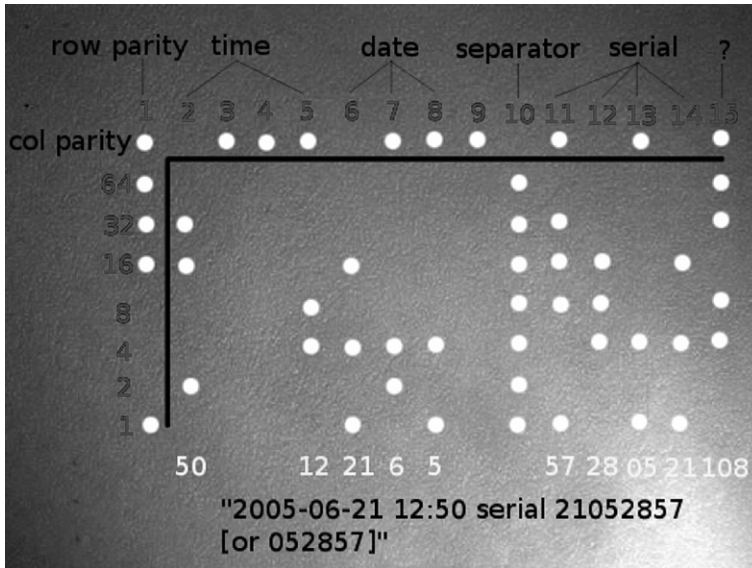 row parity time date separator serial ?
1 2 3 4 5 6 7 8 9 10 11 12 13 14 15
col parity
64
32
16
8
4
2
1
50 12 21 6 5 57 28 05 21 108
"2005-06-21 12:50 serial 21052857
[or 052857]"